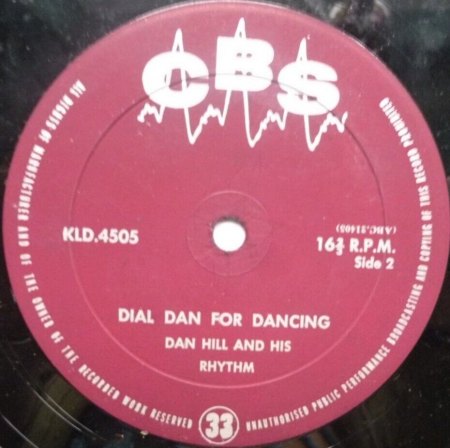 CBS
KLD.4505
(ABC.21405)
16⅔ R.P.M.
Side 2
DIAL DAN FOR DANCING
DAN HILL AND HIS
RHYTHM
33
ALL RIGHTS OF MANUFACTURER AND OF THE OWNER OF THE RECORDED WORK RESERVED
UNAUTHORISED PUBLIC PERFORMANCE BROADCASTING AND COPYING OF THIS RECORD PROHIBITED